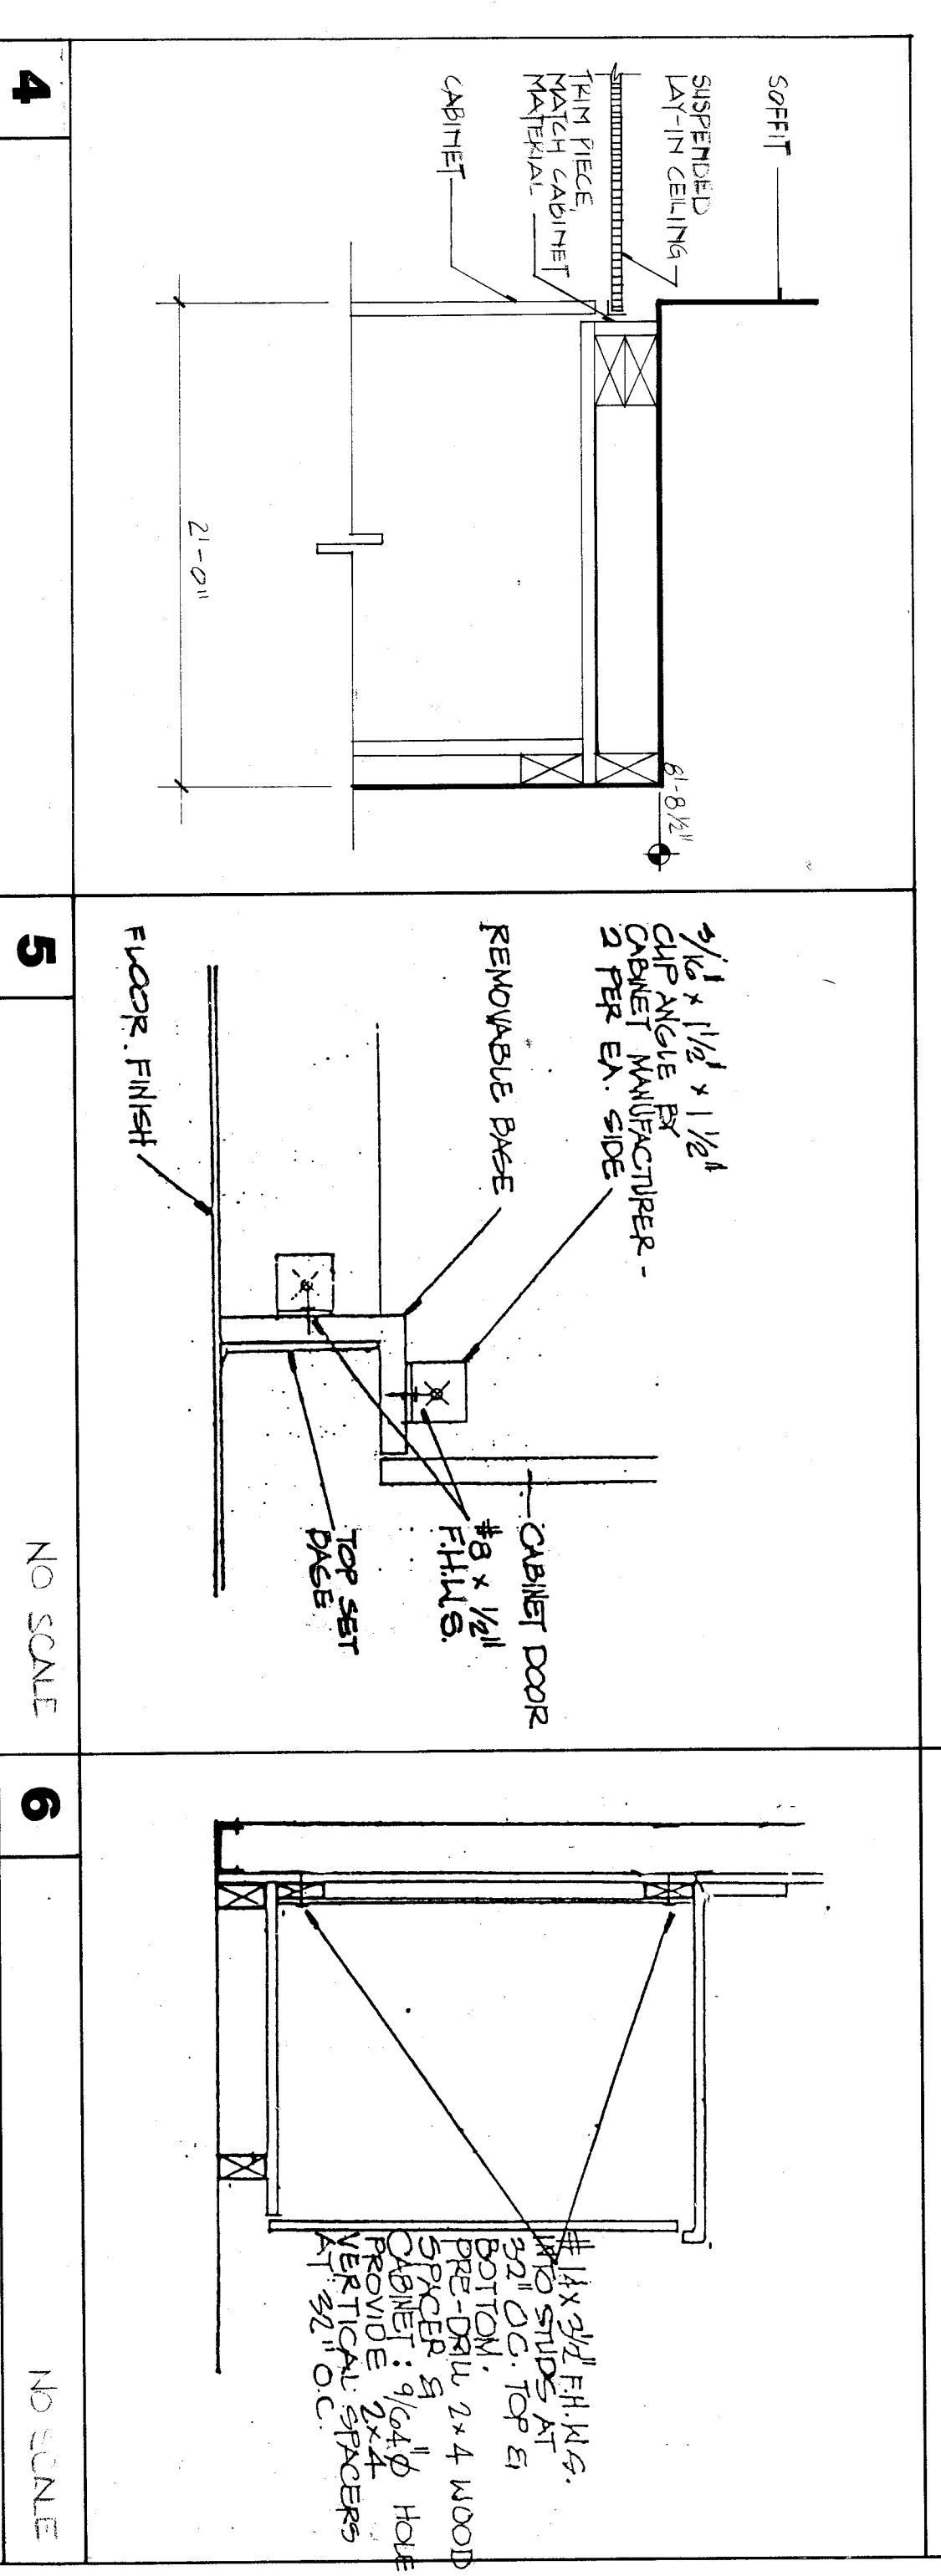 SOFFIT
SUSPENDED
LAY-IN CEILING
TRIM PIECE,
MATCH CABINET
MATERIAL
CABINET
8'-8 1/2"
2'-0"
4
3/16" x 1 1/2" x 1 1/2"
CLIP ANGLE BY
CABINET MANUFACTURER -
2 PER EA. SIDE
REMOVABLE BASE
FLOOR FINISH
CABINET DOOR
#8 x 1/2"
F.H.W.S.
TOP SET
BASE
5
NO SCALE
#14 x 3 1/2" F.H.W.S.
INTO STUDS AT
32" O.C. TOP &
BOTTOM.
PRE-DRILL 2x4 WOOD
SPACER &
CABINET: 9/64"ø HOLE
PROVIDE 2x4
VERTICAL SPACERS
AT 32" O.C.
6
NO SCALE